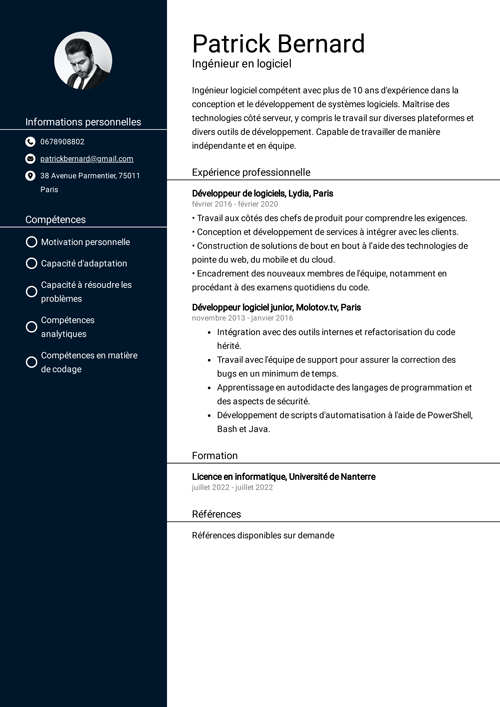 Patrick Bernard
Ingénieur en logiciel
Ingénieur logiciel compétent avec plus de 10 ans d'expérience dans la
conception et le développement de systèmes logiciels. Maîtrise des
technologies côté serveur, y compris le travail sur diverses plateformes et
divers outils de développement. Capable de travailler de manière
indépendante et en équipe.
Informations personnelles
0678908802
patrickbernard@gmail.com
38 Avenue Parmentier, 75011
Paris
Compétences
Motivation personnelle
Capacité d'adaptation
Capacité à résoudre les
problèmes
Compétences
analytiques
Compétences en matière
de codage
Expérience professionnelle
Développeur de logiciels, Lydia, Paris
février 2016 - février 2020
• Travail aux côtés des chefs de produit pour comprendre les exigences.
• Conception et développement de services à intégrer avec les clients.
• Construction de solutions de bout en bout à l'aide des technologies de
pointe du web, du mobile et du cloud.
• Encadrement des nouveaux membres de l'équipe, notamment en
procédant à des examens quotidiens du code.
Développeur logiciel junior, Molotov.tv, Paris
novembre 2013 - janvier 2016
• Intégration avec des outils internes et refactorisation du code
hérité.
• Travail avec l'équipe de support pour assurer la correction des
bugs en un minimum de temps.
• Apprentissage en autodidacte des langages de programmation et
des aspects de sécurité.
• Développement de scripts d'automatisation à l'aide de PowerShell,
Bash et Java.
Formation
Licence en informatique, Université de Nanterre
juillet 2022 - juillet 2022
Références
Références disponibles sur demande